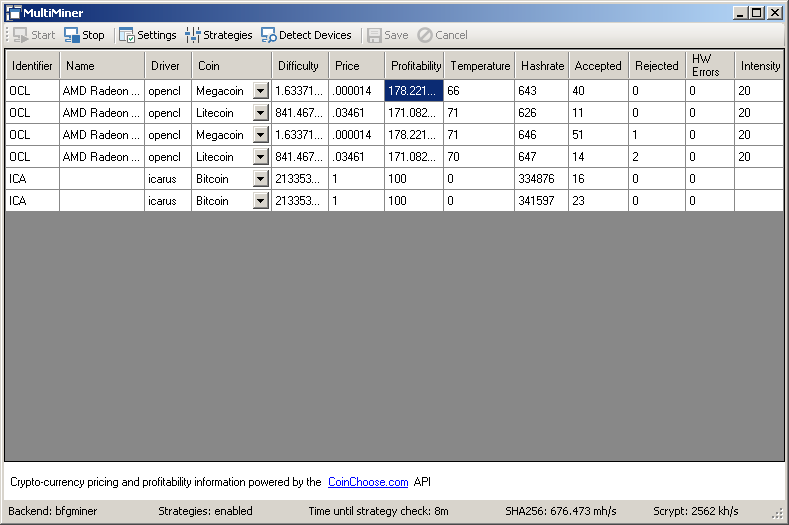 MultiMiner
Start Stop Settings Strategies Detect Devices Save Cancel
Identifier Name Driver Coin Difficulty Price Profitability Temperature Hashrate Accepted Rejected HW Errors Intensity
OCL AMD Radeon ... opencl Megacoin 1.63371... .000014 178.221... 66 643 40 0 0 20
OCL AMD Radeon ... opencl Litecoin 841.467... .03461 171.082... 71 626 11 0 0 20
OCL AMD Radeon ... opencl Megacoin 1.63371... .000014 178.221... 71 646 51 1 0 20
OCL AMD Radeon ... opencl Litecoin 841.467... .03461 171.082... 70 647 14 2 0 20
ICA icarus Bitcoin 213353... 1 100 0 334876 16 0 0
ICA icarus Bitcoin 213353... 1 100 0 341597 23 0 0
Crypto-currency pricing and profitability information powered by the CoinChoose.com API
Backend: bfgminer Strategies: enabled Time until strategy check: 8m SHA256: 676.473 mh/s Scrypt: 2562 kh/s